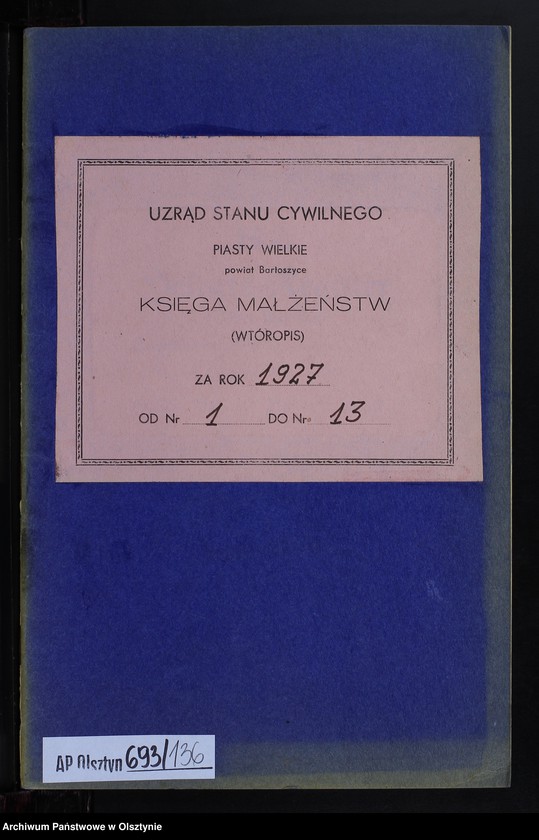 UZRĄD STANU CYWILNEGO
PIASTY WIELKIE
powiat Bartoszyce
KSIĘGA MAŁŻEŃSTW
(WTÓROPIS)
ZA ROK 1927
OD Nr 1 DO Nr 13
AP Olsztyn 693/136
Archiwum Państwowe w Olsztynie